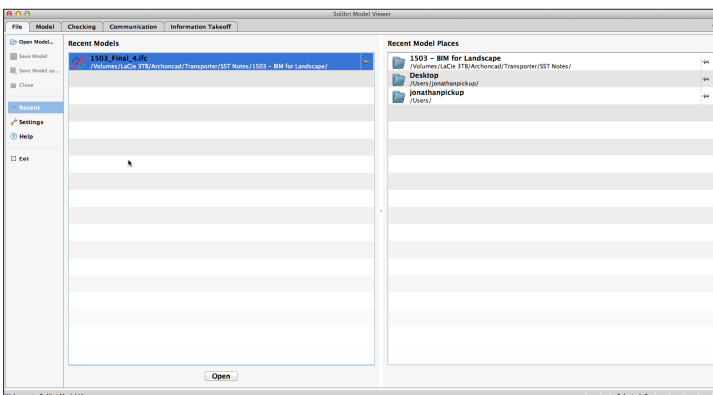 Solibri Model Viewer
File Model Checking Communication Information Takeoff
Open Model...
Save Model
Save Model as...
Close
Recent
Settings
Help
Exit
Recent Models
1503_Final_4.ifc
/Volumes/LaCie 3TB/Archoncad/Transporter/SST Notes/1503 - BIM for Landscape/
Open
Recent Model Places
1503 - BIM for Landscape
/Volumes/LaCie 3TB/Archoncad/Transporter/SST Notes/
Desktop
/Users/jonathanpickup/
jonathanpickup
/Users/